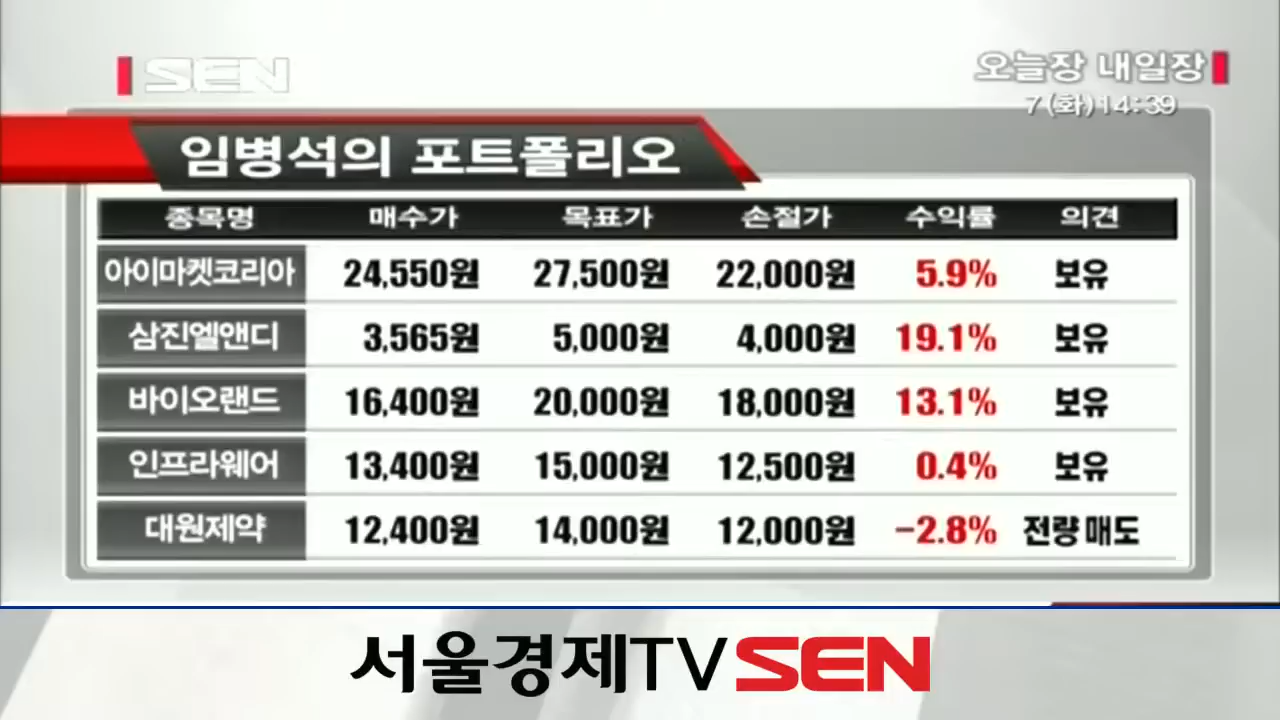 SEN
오늘장 내일장
7(화)14:39
임병석의 포트폴리오
종목명 매수가 목표가 손절가 수익률 의견
아이마켓코리아 24,550원 27,500원 22,000원 5.9% 보유
삼진엘앤디 3,565원 5,000원 4,000원 19.1% 보유
바이오랜드 16,400원 20,000원 18,000원 13.1% 보유
인프라웨어 13,400원 15,000원 12,500원 0.4% 보유
대원제약 12,400원 14,000원 12,000원 -2.8% 전량 매도
서울경제TV SEN